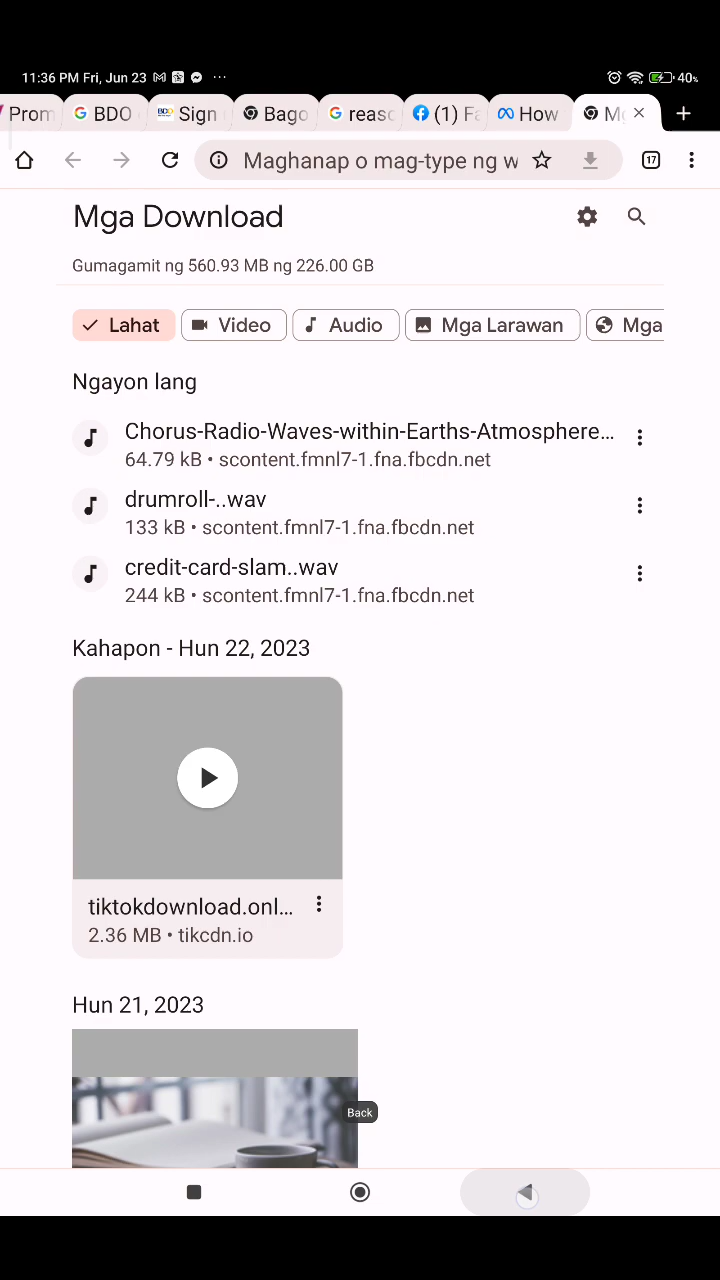 11:36 PM Fri, Jun 23 ... 40%
Prom BDO BDO Sign Bago reasc (1) Fa How
Maghanap o mag-type ng w 17
Mga Download
Gumagamit ng 560.93 MB ng 226.00 GB
Lahat Video Audio Mga Larawan Mga
Ngayon lang
Chorus-Radio-Waves-within-Earths-Atmosphere...
64.79 kB • scontent.fmnl7-1.fna.fbcdn.net
drumroll-..wav
133 kB • scontent.fmnl7-1.fna.fbcdn.net
credit-card-slam..wav
244 kB • scontent.fmnl7-1.fna.fbcdn.net
Kahapon - Hun 22, 2023
tiktokdownload.onl...
2.36 MB • tikcdn.io
Hun 21, 2023
Back